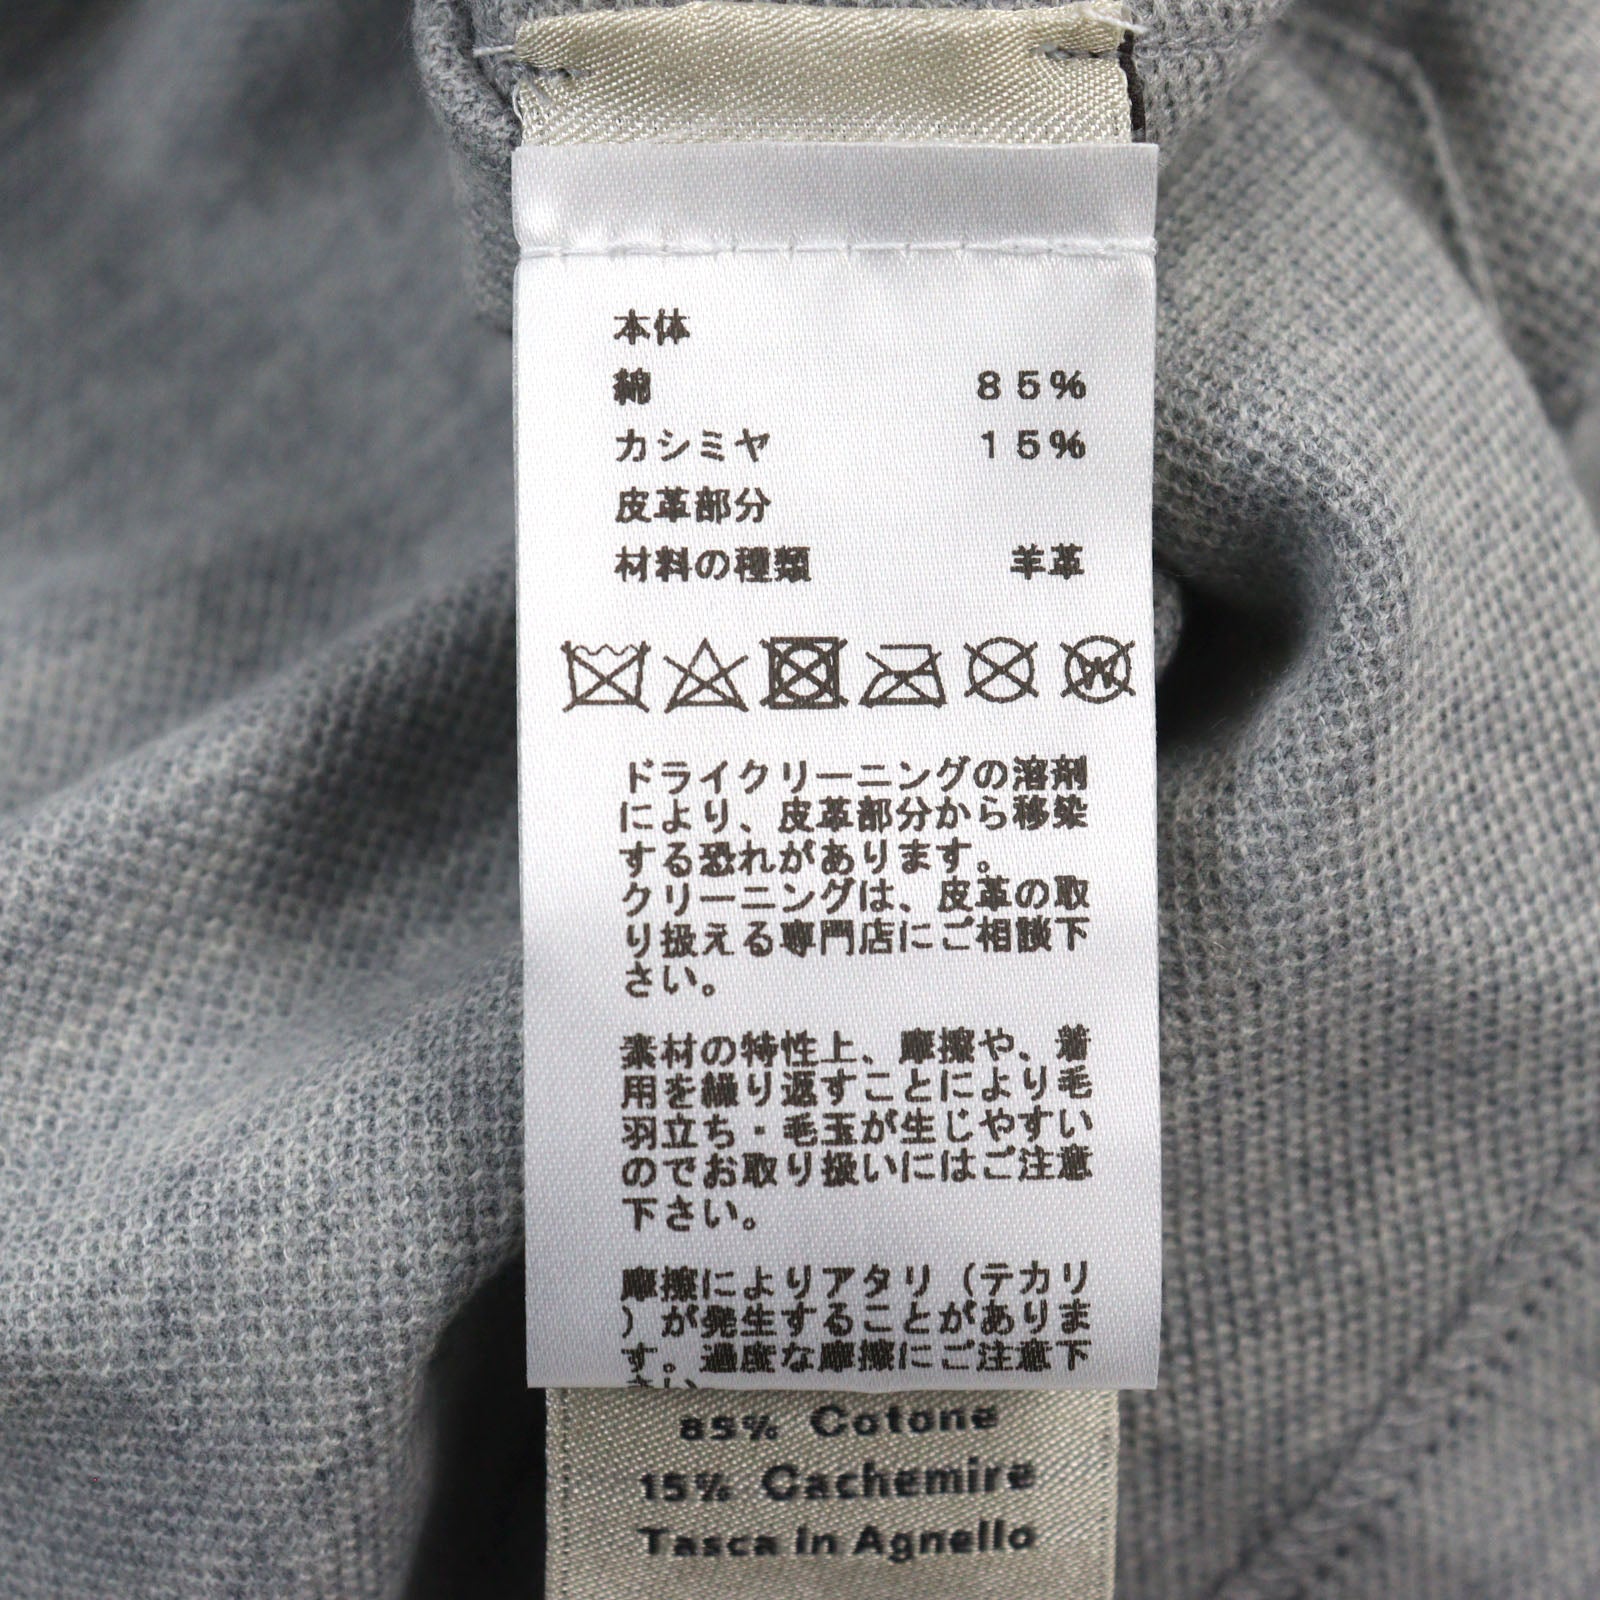 本体
綿 85%
カシミヤ 15%
皮革部分
材料の種類 羊革
W
ドライクリーニングの溶剤
により、皮革部分から移染
する恐れがあります。
クリーニングは、皮革の取
り扱える専門店にご相談下
さい。
素材の特性上、摩擦や、着
用を繰り返すことにより毛
羽立ち・毛玉が生じやすい
のでお取り扱いにはご注意
下さい。
摩擦によりアタリ（テカリ
）が発生することがありま
す。過度な摩擦にご注意下
さい。
85% Cotone
15% Cachemire
Tasca in Agnello